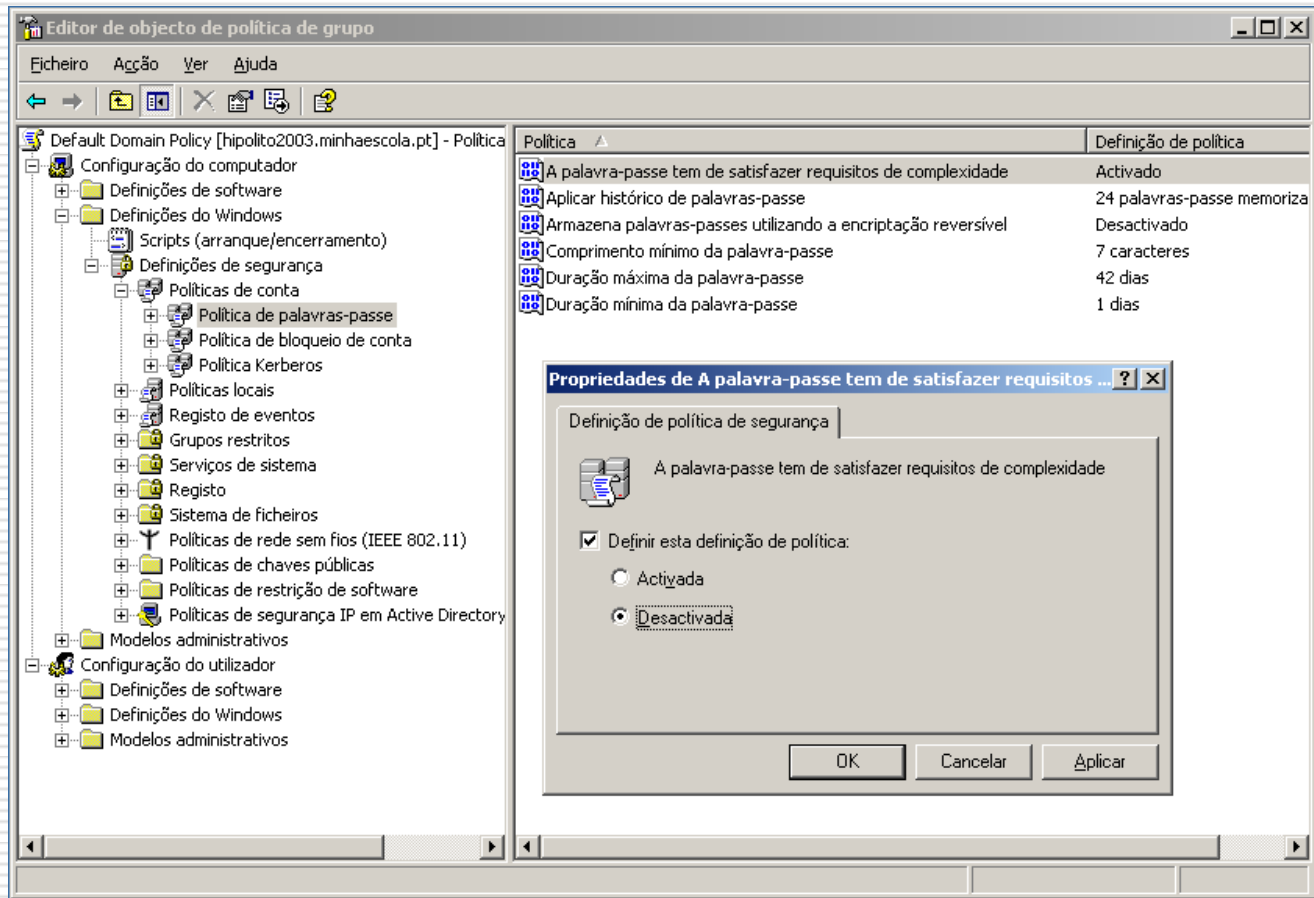 Editor de objecto de política de grupo
Ficheiro Acção Ver Ajuda
Default Domain Policy [hipolito2003.minhaescola.pt] - Política
Configuração do computador
Definições de software
Definições do Windows
Scripts (arranque/encerramento)
Definições de segurança
Políticas de conta
Política de palavras-passe
Política de bloqueio de conta
Política Kerberos
Políticas locais
Registo de eventos
Grupos restritos
Serviços de sistema
Registo
Sistema de ficheiros
Políticas de rede sem fios (IEEE 802.11)
Políticas de chaves públicas
Políticas de restrição de software
Políticas de segurança IP em Active Directory
Modelos administrativos
Configuração do utilizador
Definições de software
Definições do Windows
Modelos administrativos
Política Definição de política
A palavra-passe tem de satisfazer requisitos de complexidade Activado
Aplicar histórico de palavras-passe 24 palavras-passe memoriza
Armazena palavras-passes utilizando a encriptação reversível Desactivado
Comprimento mínimo da palavra-passe 7 caracteres
Duração máxima da palavra-passe 42 dias
Duração mínima da palavra-passe 1 dias
Propriedades de A palavra-passe tem de satisfazer requisitos ...
Definição de política de segurança
A palavra-passe tem de satisfazer requisitos de complexidade
Definir esta definição de política:
Activada
Desactivada
OK Cancelar Aplicar